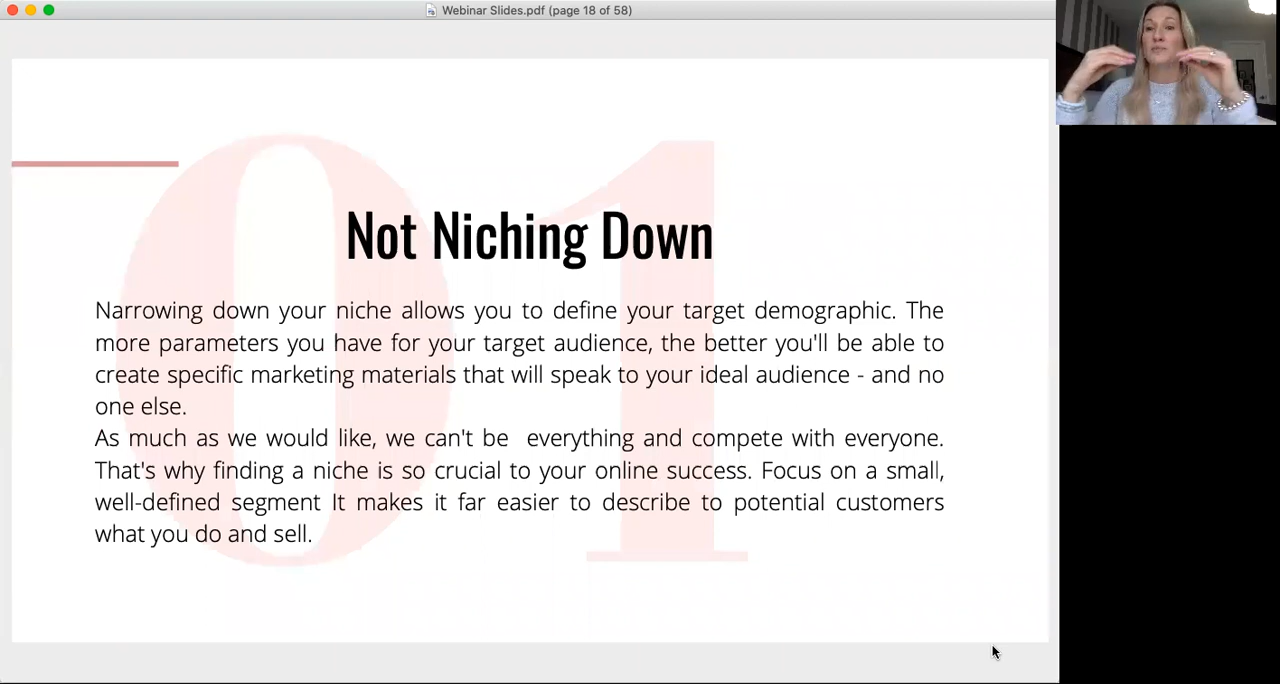 Webinar Slides.pdf (page 18 of 58)
01
Not Niching Down
Narrowing down your niche allows you to define your target demographic. The
more parameters you have for your target audience, the better you'll be able to
create specific marketing materials that will speak to your ideal audience - and no
one else.
As much as we would like, we can't be  everything and compete with everyone.
That's why finding a niche is so crucial to your online success. Focus on a small,
well-defined segment It makes it far easier to describe to potential customers
what you do and sell.